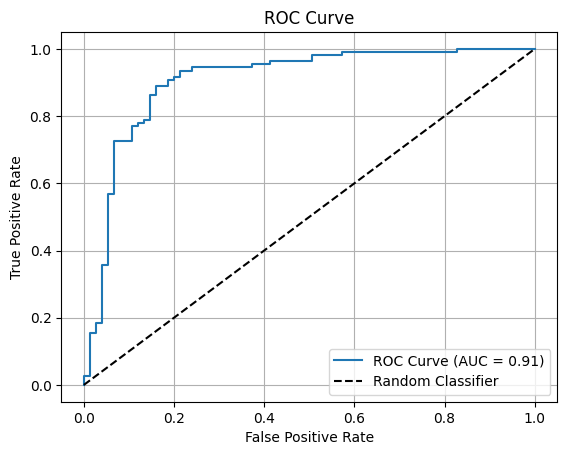 ROC Curve
1.0
0.8
0.6
0.4
0.2
0.0
True Positive Rate
ROC Curve (AUC = 0.91)
Random Classifier
0.0 0.2 0.4 0.6 0.8 1.0
False Positive Rate